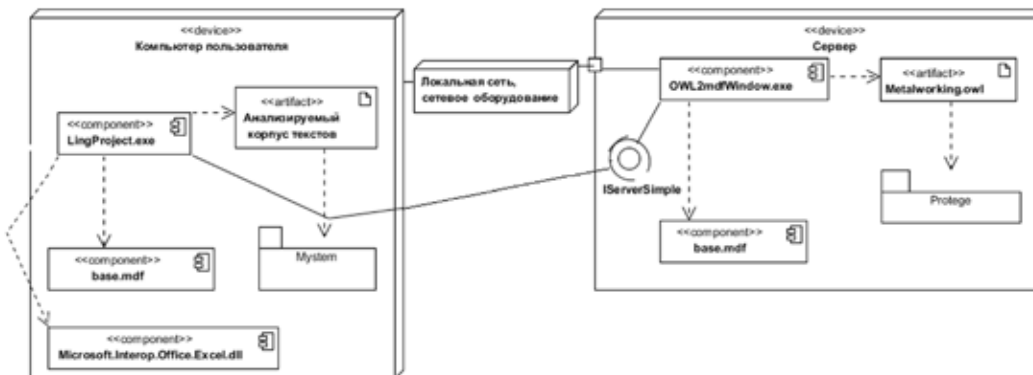 <<device>>
Компьютер пользователя
<<artifact>>
Анализируемый
корпус текстов
<<component>>
LingProject.exe
<<component>>
base.mdf
Mystem
<<component>>
Microsoft.Interop.Office.Excel.dll
Локальная сеть,
сетевое оборудование
<<device>>
Сервер
<<component>>
OWL2mdfWindow.exe
<<artifact>>
Metalworking.owl
IServerSimple
Protege
<<component>>
base.mdf